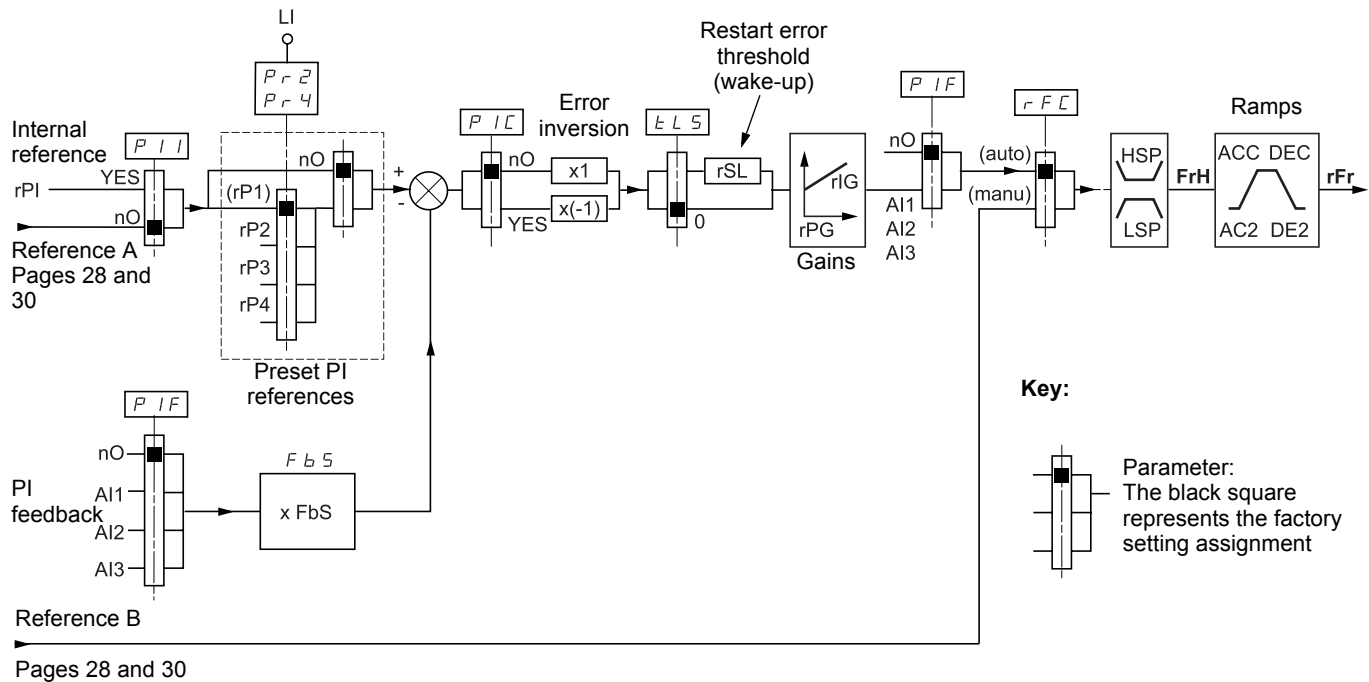 LI
Pr2
Pr4
Restart error
threshold
(wake-up)
PIF
rFC
Ramps
Internal
reference
PII
rPI
YES
nO
Reference A
Pages 28 and
30
nO
(rP1)
rP2
rP3
rP4
Preset PI
references
+
-
PIC
Error
inversion
nO
x1
YES
x(-1)
tLS
rSL
0
rIG
rPG
Gains
nO
AI1
AI2
AI3
(auto)
(manu)
HSP
LSP
FrH
ACC DEC
AC2 DE2
rFr
PIF
PI
feedback
nO
AI1
AI2
AI3
FbS
x FbS
Key:
Parameter:
The black square
represents the factory
setting assignment
Reference B
Pages 28 and 30